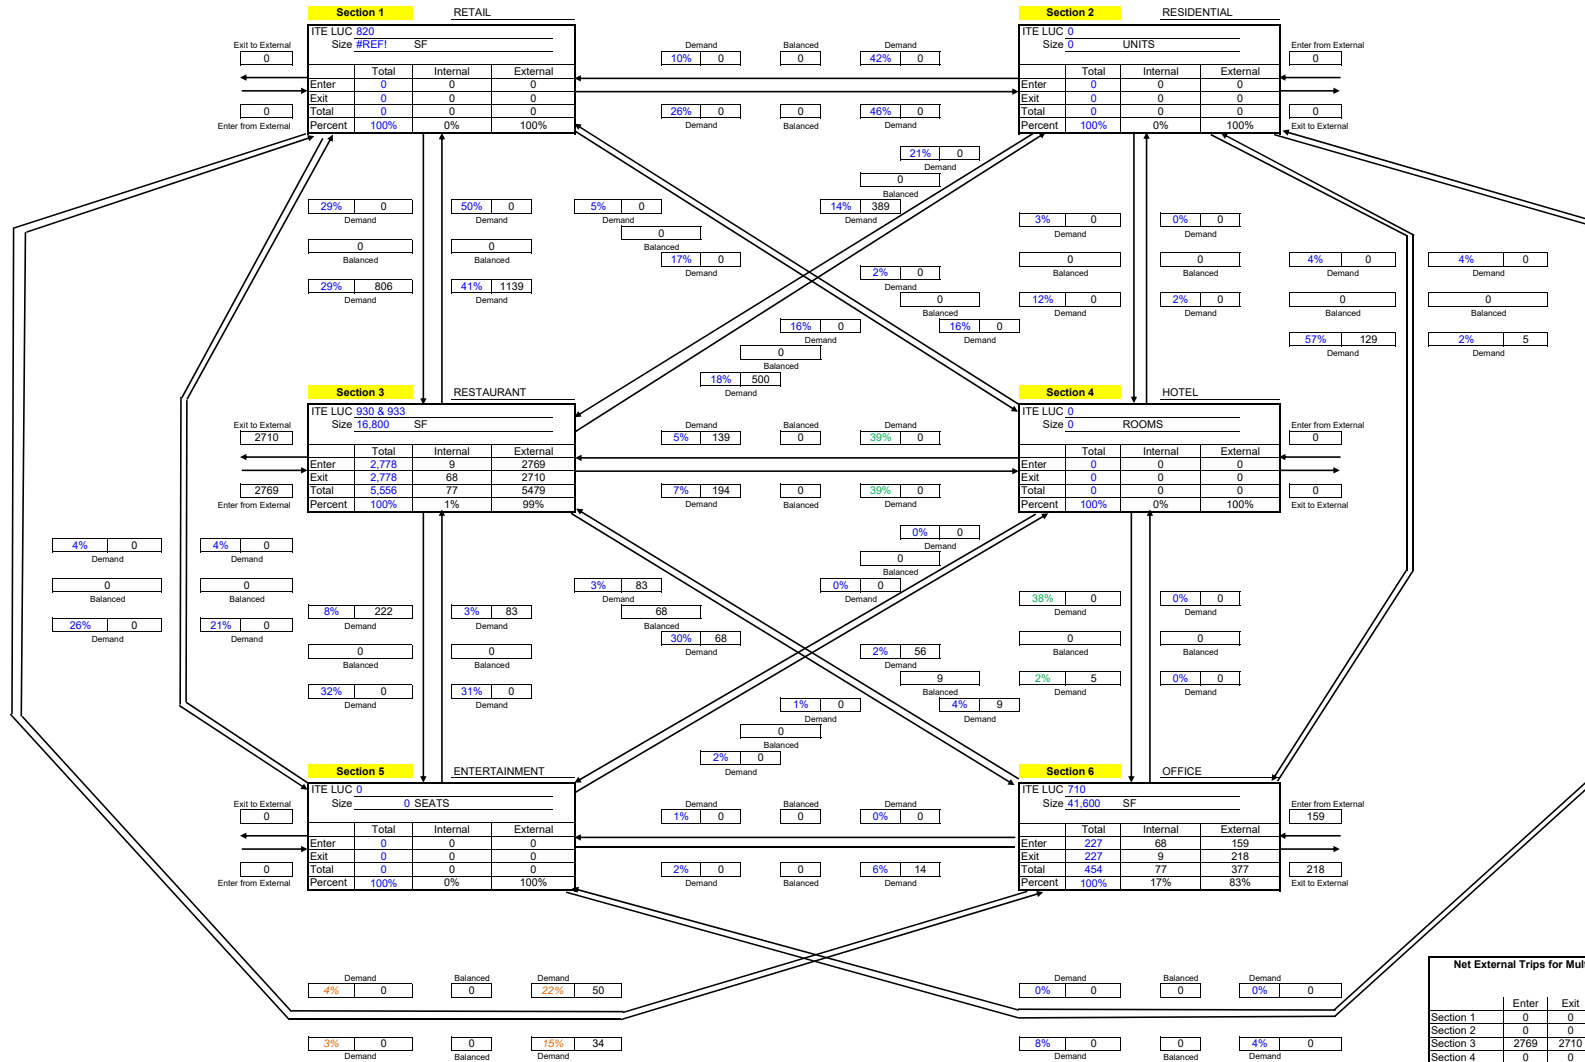 Section 1 RETAIL
ITE LUC 820
Size #REF! SF
Exit to External
0
Total Internal External
Enter 0 0 0
Exit 0 0 0
Total 0 0 0
Percent 100% 0% 100%
0
Enter from External
Demand Balanced Demand
10% 0 0 42% 0
26% 0 0 46% 0
Demand Balanced Demand
Section 2 RESIDENTIAL
ITE LUC 0
Size 0 UNITS
Enter from External
0
Total Internal External
Enter 0 0 0
Exit 0 0 0
Total 0 0 0
Percent 100% 0% 100%
0
Exit to External
21% 0
Demand
0
Balanced
14% 389
Demand
29% 0
Demand
0
Balanced
29% 806
Demand
50% 0
Demand
0
Balanced
41% 1139
Demand
5% 0
Demand
0
Balanced
17% 0
Demand
2% 0
Demand
0
Balanced
16% 0
Demand
16% 0
Demand
0
Balanced
18% 500
Demand
3% 0
Demand
0
Balanced
12% 0
Demand
0% 0
Demand
0
Balanced
2% 0
Demand
4% 0
Demand
0
Balanced
57% 129
Demand
4% 0
Demand
0
Balanced
2% 5
Demand
Section 3 RESTAURANT
ITE LUC 930 & 933
Size 16,800 SF
Exit to External
2710
Total Internal External
Enter 2,778 9 2769
Exit 2,778 68 2710
Total 5,556 77 5479
Percent 100% 1% 99%
2769
Enter from External
Demand Balanced Demand
5% 139 0 39% 0
7% 194 0 39% 0
Demand Balanced Demand
Section 4 HOTEL
ITE LUC 0
Size 0 ROOMS
Enter from External
0
Total Internal External
Enter 0 0 0
Exit 0 0 0
Total 0 0 0
Percent 100% 0% 100%
0
Exit to External
4% 0
Demand
0
Balanced
26% 0
Demand
4% 0
Demand
0
Balanced
21% 0
Demand
8% 222
Demand
0
Balanced
32% 0
Demand
3% 83
Demand
0
Balanced
31% 0
Demand
3% 83
Demand
68
Balanced
30% 68
Demand
0% 0
Demand
0
Balanced
0% 0
Demand
2% 56
Demand
9
Balanced
4% 9
Demand
1% 0
Demand
0
Balanced
2% 0
Demand
38% 0
Demand
0
Balanced
2% 5
Demand
0% 0
Demand
0
Balanced
0% 0
Demand
Section 5 ENTERTAINMENT
ITE LUC 0
Size 0 SEATS
Exit to External
0
Total Internal External
Enter 0 0 0
Exit 0 0 0
Total 0 0 0
Percent 100% 0% 100%
0
Enter from External
Demand Balanced Demand
1% 0 0 0% 0
2% 0 0 6% 14
Demand Balanced Demand
Section 6 OFFICE
ITE LUC 710
Size 41,600 SF
Enter from External
159
Total Internal External
Enter 227 68 159
Exit 227 9 218
Total 454 77 377
Percent 100% 17% 83%
218
Exit to External
Demand Balanced Demand
4% 0 0 22% 50
3% 0 0 15% 34
Demand Balanced Demand
Demand Balanced Demand
0% 0 0 0% 0
8% 0 0 4% 0
Demand Balanced Demand
Net External Trips for Mul
Enter Exit
Section 1 0 0
Section 2 0 0
Section 3 2769 2710
Section 4 0 0